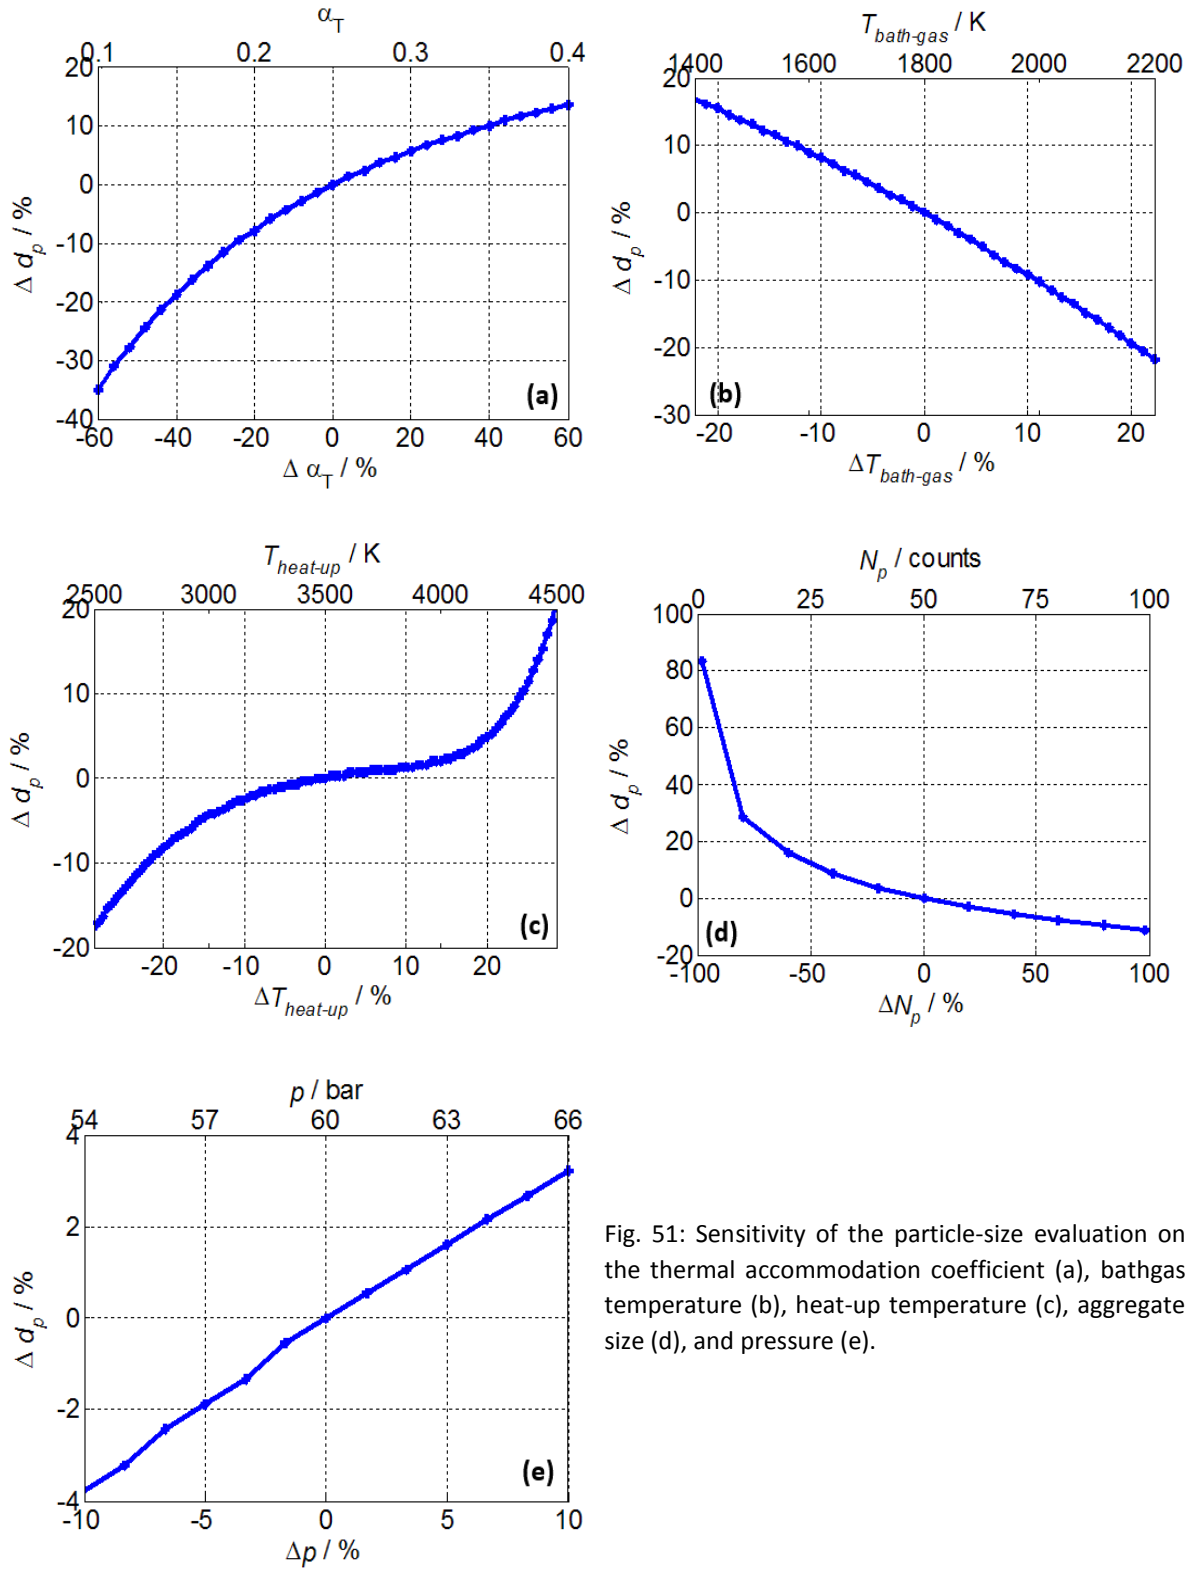 α_T
0.1 0.2 0.3 0.4
20
10
0
-10
-20
-30
-40
Δ d_p / %
(a)
-60 -40 -20 0 20 40 60
Δ α_T / %
T_bath-gas / K
1400 1600 1800 2000 2200
20
10
0
-10
-20
-30
Δ d_p / %
(b)
-20 -10 0 10 20
ΔT_bath-gas / %
T_heat-up / K
2500 3000 3500 4000 4500
20
10
0
-10
-20
Δ d_p / %
(c)
-20 -10 0 10 20
ΔT_heat-up / %
N_p / counts
0 25 50 75 100
100
80
60
40
20
0
-20
Δ d_p / %
(d)
-100 -50 0 50 100
ΔN_p / %
p / bar
54 57 60 63 66
4
2
0
-2
-4
Δ d_p / %
(e)
-10 -5 0 5 10
Δp / %
Fig. 51: Sensitivity of the particle-size evaluation on
the thermal accommodation coefficient (a), bathgas
temperature (b), heat-up temperature (c), aggregate
size (d), and pressure (e).